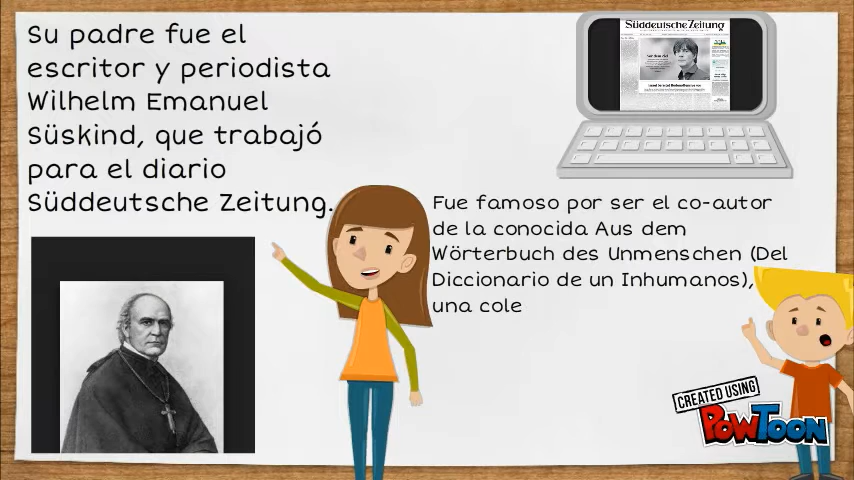 Su padre fue el
escritor y periodista
Wilhelm Emanuel
Süskind, que trabajó
para el diario
Süddeutsche Zeitung.
Süddeutsche Zeitung
Fue famoso por ser el co-autor
de la conocida Aus dem
Wörterbuch des Unmenschen (Del
Diccionario de un Inhumanos),
una cole
CREATED USING
POWTOON